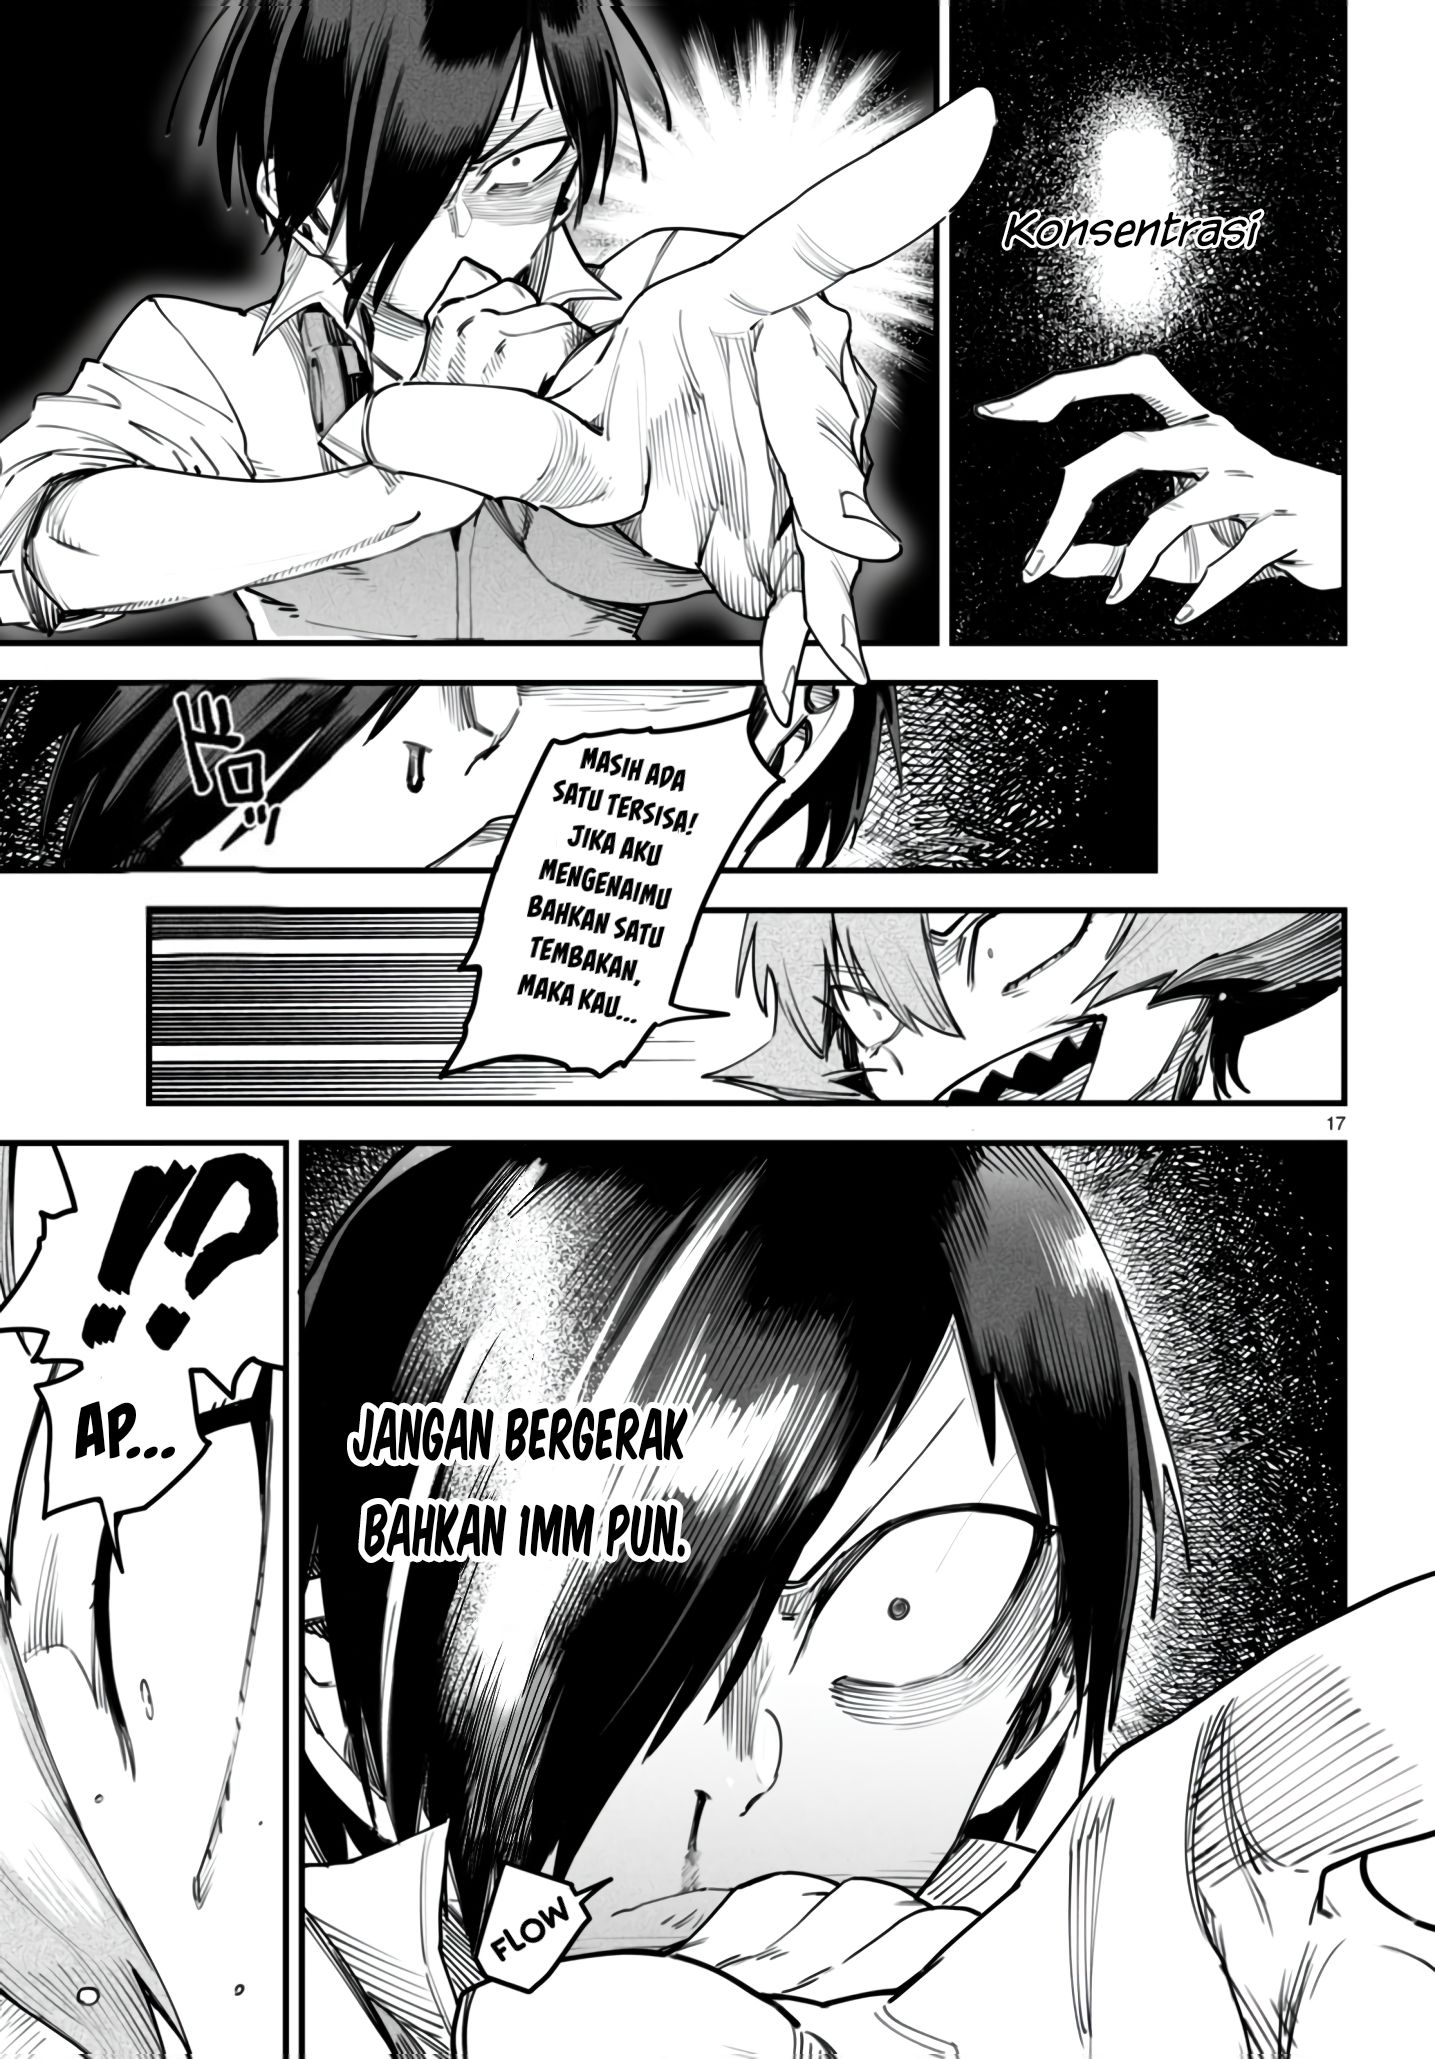 Konsentrasi
ドロッ
MASIH ADA
SATU TERSISA!
JIKA AKU
MENGENAIMU
BAHKAN SATU
TEMBAKAN,
MAKA KAU...
17
JANGAN BERGERAK
BAHKAN 1MM PUN.
FLOW
!?
AP...